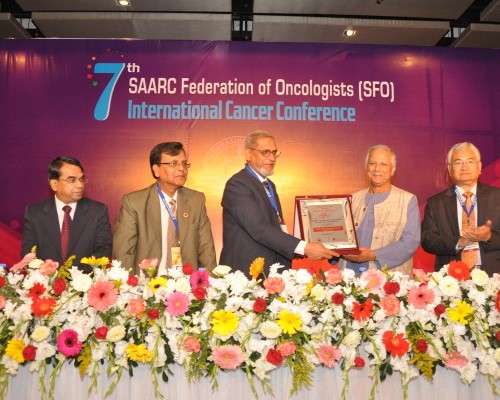 7th
SAARC Federation of Oncologists (SFO)
International Cancer Conference